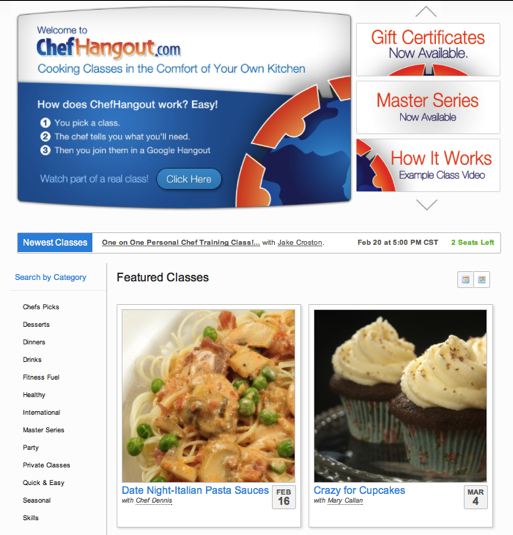 Welcome to
ChefHangout.com
Cooking Classes in the Comfort of Your Own Kitchen
How does ChefHangout work? Easy!
1 You pick a class.
2 The chef tells you what you'll need.
3 Then you join them in a Google Hangout
Watch part of a real class! Click Here
Gift Certificates
Now Available.
Master Series
Now Available
How It Works
Example Class Video
Newest Classes One on One Personal Chef Training Class!... with Jake Croston. Feb 20 at 5:00 PM CST 2 Seats Left
Search by Category
Chefs Picks
Desserts
Dinners
Drinks
Fitness Fuel
Healthy
International
Master Series
Party
Private Classes
Quick & Easy
Seasonal
Skills
Featured Classes
Date Night-Italian Pasta Sauces
with Chef Dennis
FEB
16
Crazy for Cupcakes
with Mary Callan
MAR
4